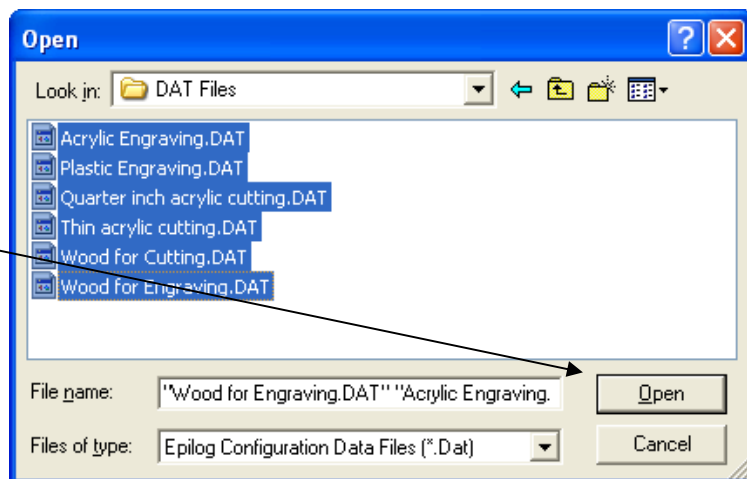 Open
Look in: DAT Files
Acrylic Engraving.DAT
Plastic Engraving.DAT
Quarter inch acrylic cutting.DAT
Thin acrylic cutting.DAT
Wood for Cutting.DAT
Wood for Engraving.DAT
File name: "Wood for Engraving.DAT" "Acrylic Engraving. Open
Files of type: Epilog Configuration Data Files (*.Dat) Cancel